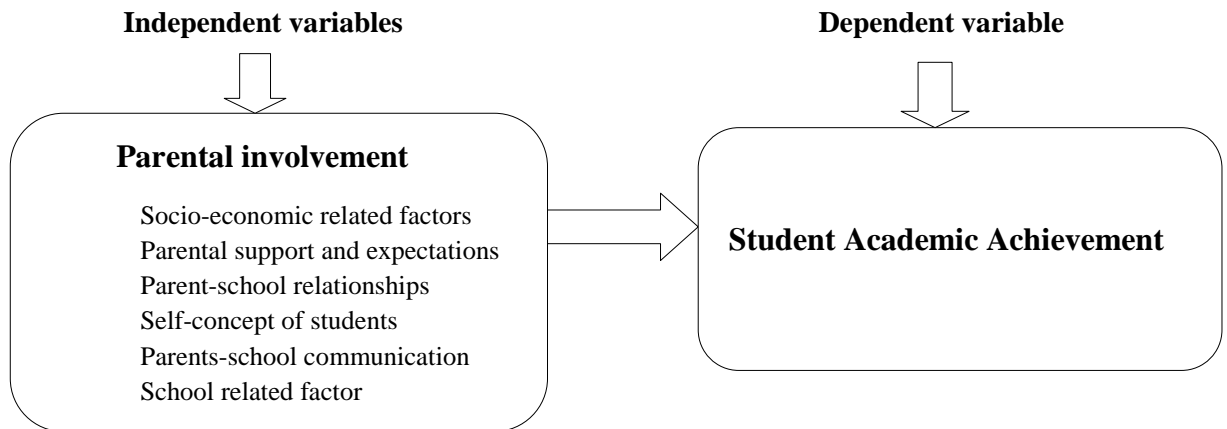 Independent variables
Dependent variable
Parental involvement
Socio-economic related factors
Parental support and expectations
Parent-school relationships
Self-concept of students
Parents-school communication
School related factor
Student Academic Achievement